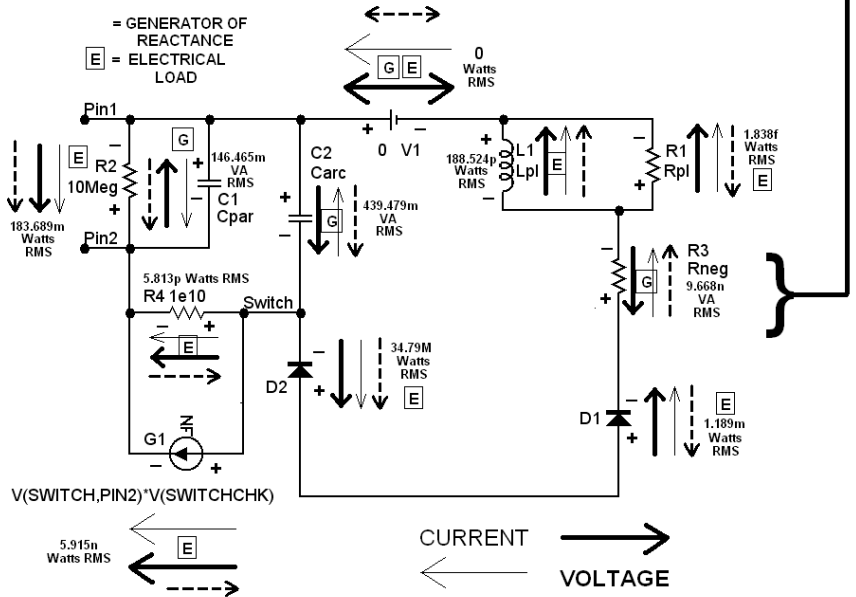 = GENERATOR OF
REACTANCE
E = ELECTRICAL
LOAD
G E
0
Watts
RMS
Pin1
+ 0 V1 −
E
R2
10Meg
183.689m
Watts
RMS
G
146.465m
VA
RMS
C1
Cpar
C2
Carc
G
439.479m
VA
RMS
188.524p
Watts
RMS
L1
Lpl
E
R1
Rpl
1.838f
Watts
RMS
E
Pin2
5.813p Watts RMS
R4 1e10
Switch
E
R3
Rneg
G
9.668n
VA
RMS
D2
34.79M
Watts
RMS
E
D1
E
1.189m
Watts
RMS
G1
NF
V(SWITCH,PIN2)*V(SWITCHCHK)
5.915n
Watts RMS
E
CURRENT
VOLTAGE